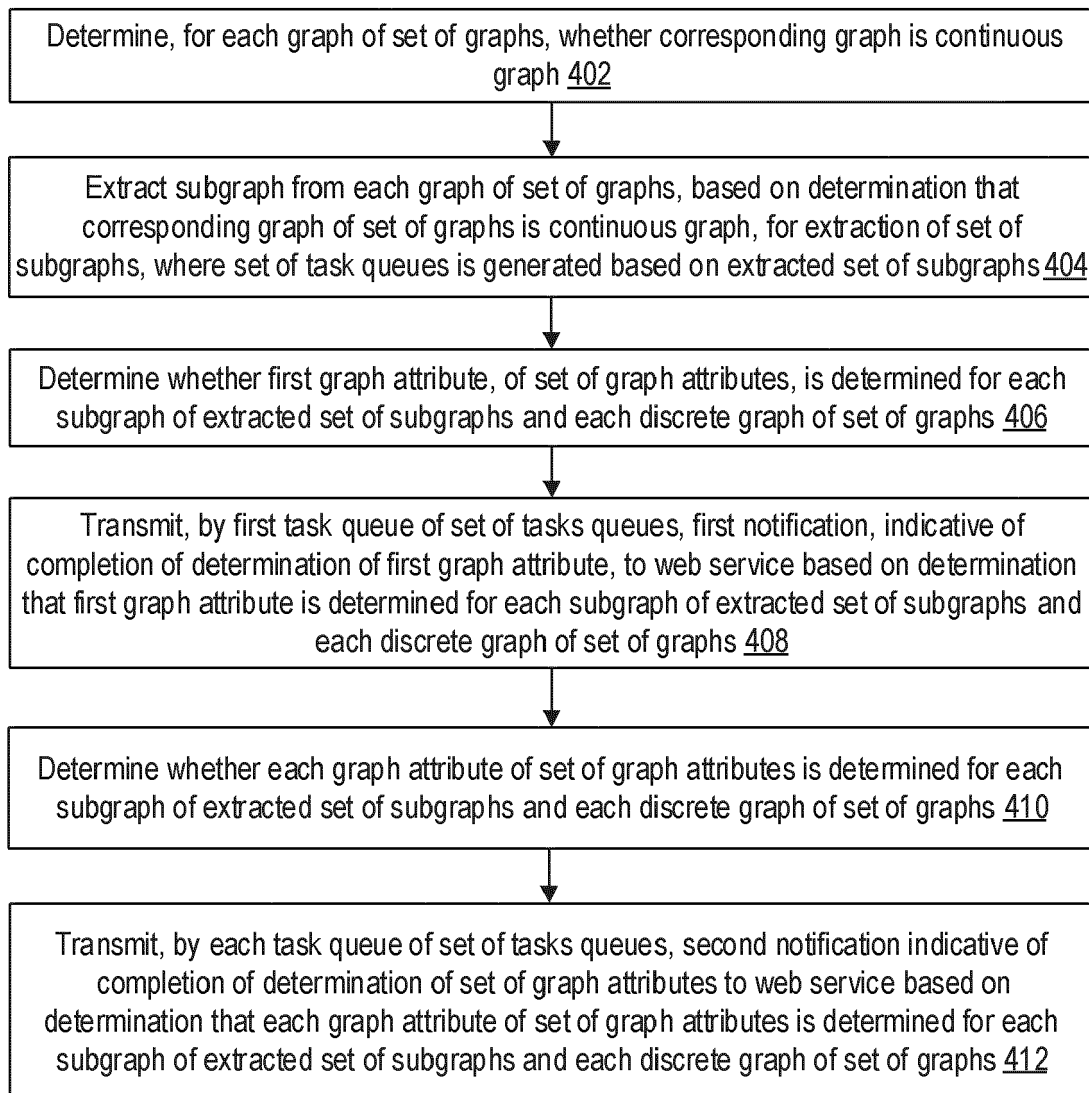 Determine, for each graph of set of graphs, whether corresponding graph is continuous
graph 402
Extract subgraph from each graph of set of graphs, based on determination that
corresponding graph of set of graphs is continuous graph, for extraction of set of
subgraphs, where set of task queues is generated based on extracted set of subgraphs 404
Determine whether first graph attribute, of set of graph attributes, is determined for each
subgraph of extracted set of subgraphs and each discrete graph of set of graphs 406
Transmit, by first task queue of set of tasks queues, first notification, indicative of
completion of determination of first graph attribute, to web service based on determination
that first graph attribute is determined for each subgraph of extracted set of subgraphs and
each discrete graph of set of graphs 408
Determine whether each graph attribute of set of graph attributes is determined for each
subgraph of extracted set of subgraphs and each discrete graph of set of graphs 410
Transmit, by each task queue of set of tasks queues, second notification indicative of
completion of determination of set of graph attributes to web service based on
determination that each graph attribute of set of graph attributes is determined for each
subgraph of extracted set of subgraphs and each discrete graph of set of graphs 412